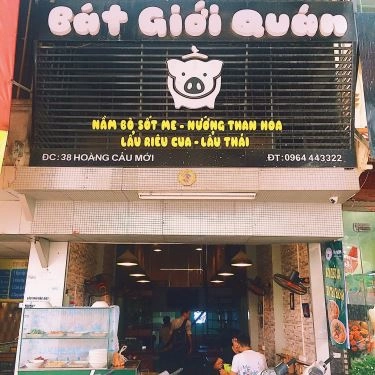 Bát Giới Quán
NẦM BÒ SỐT ME - NƯỚNG THAN HOA
LẨU RIÊU CUA - LẨU THÁI
ĐC: 38 HOÀNG CẦU MỚI
ĐT: 0964 443322